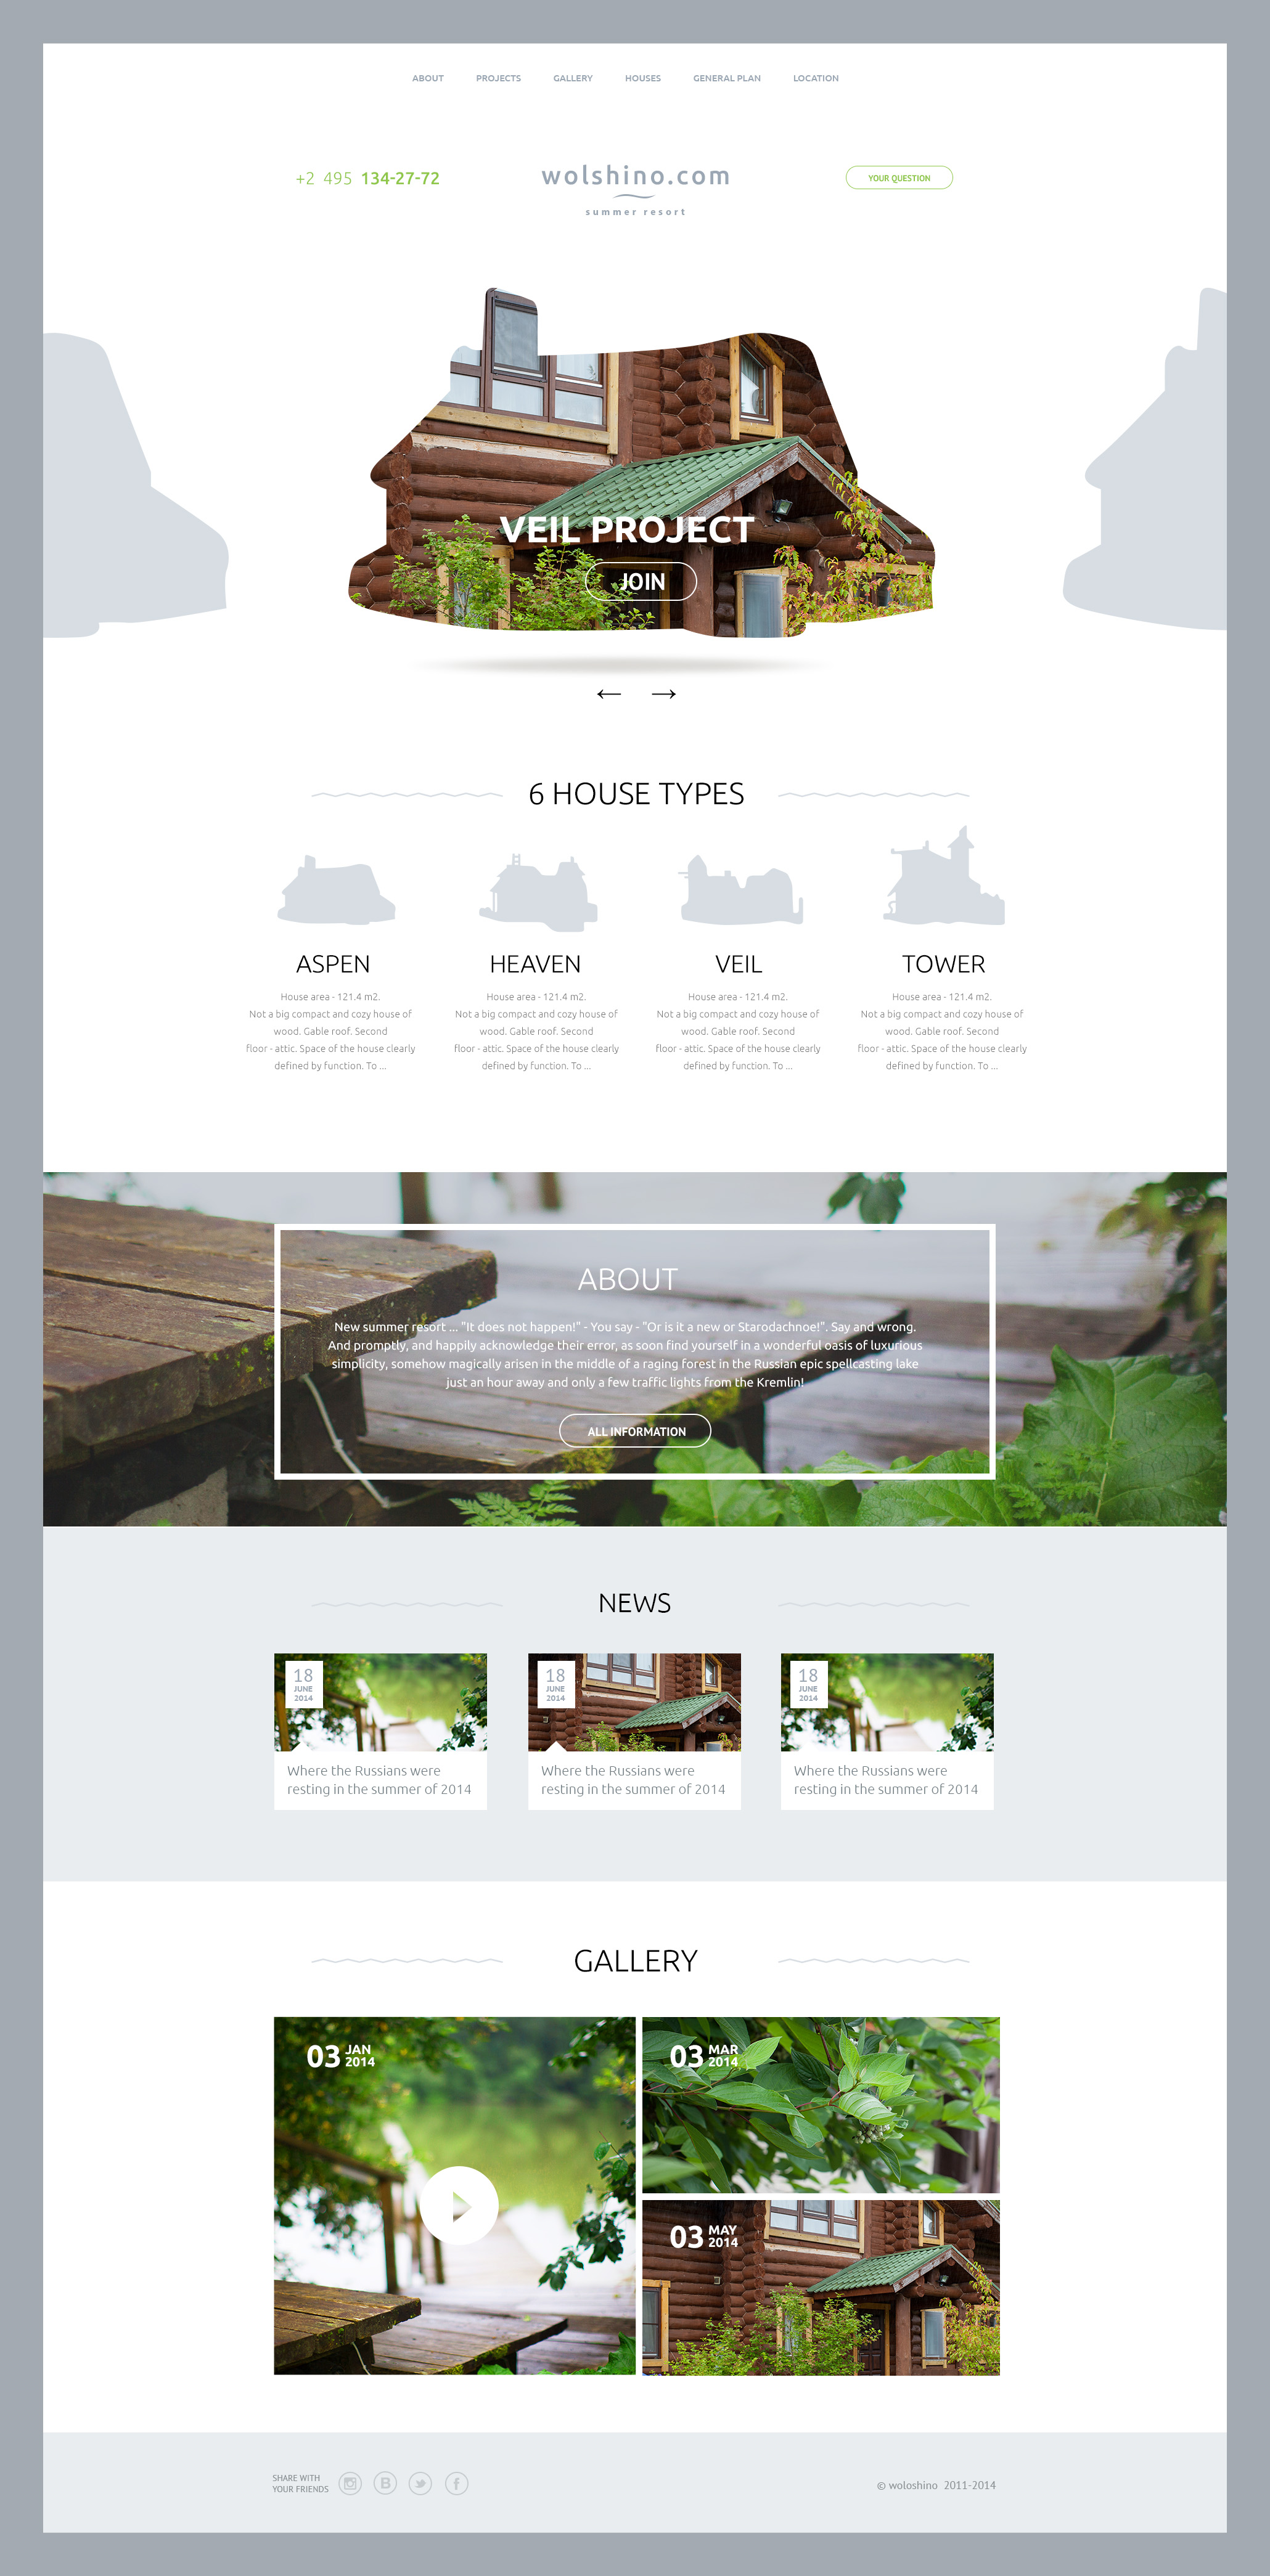 ABOUT PROJECTS GALLERY HOUSES GENERAL PLAN LOCATION
+2 495 134-27-72
wolshino.com
summer resort
YOUR QUESTION
VEIL PROJECT
JOIN
6 HOUSE TYPES
ASPEN
House area - 121.4 m2.
Not a big compact and cozy house of
wood. Gable roof. Second
floor - attic. Space of the house clearly
defined by function. To ...
HEAVEN
House area - 121.4 m2.
Not a big compact and cozy house of
wood. Gable roof. Second
floor - attic. Space of the house clearly
defined by function. To ...
VEIL
House area - 121.4 m2.
Not a big compact and cozy house of
wood. Gable roof. Second
floor - attic. Space of the house clearly
defined by function. To ...
TOWER
House area - 121.4 m2.
Not a big compact and cozy house of
wood. Gable roof. Second
floor - attic. Space of the house clearly
defined by function. To ...
ABOUT
New summer resort ... "It does not happen!" - You say - "Or is it a new or Starodachnoe!". Say and wrong.
And promptly, and happily acknowledge their error, as soon find yourself in a wonderful oasis of luxurious
simplicity, somehow magically arisen in the middle of a raging forest in the Russian epic spellcasting lake
just an hour away and only a few traffic lights from the Kremlin!
ALL INFORMATION
NEWS
18
JUNE
2014
Where the Russians were
resting in the summer of 2014
18
JUNE
2014
Where the Russians were
resting in the summer of 2014
18
JUNE
2014
Where the Russians were
resting in the summer of 2014
GALLERY
03 JAN
2014
03 MAR
2014
03 MAY
2014
SHARE WITH
YOUR FRIENDS
© woloshino 2011-2014